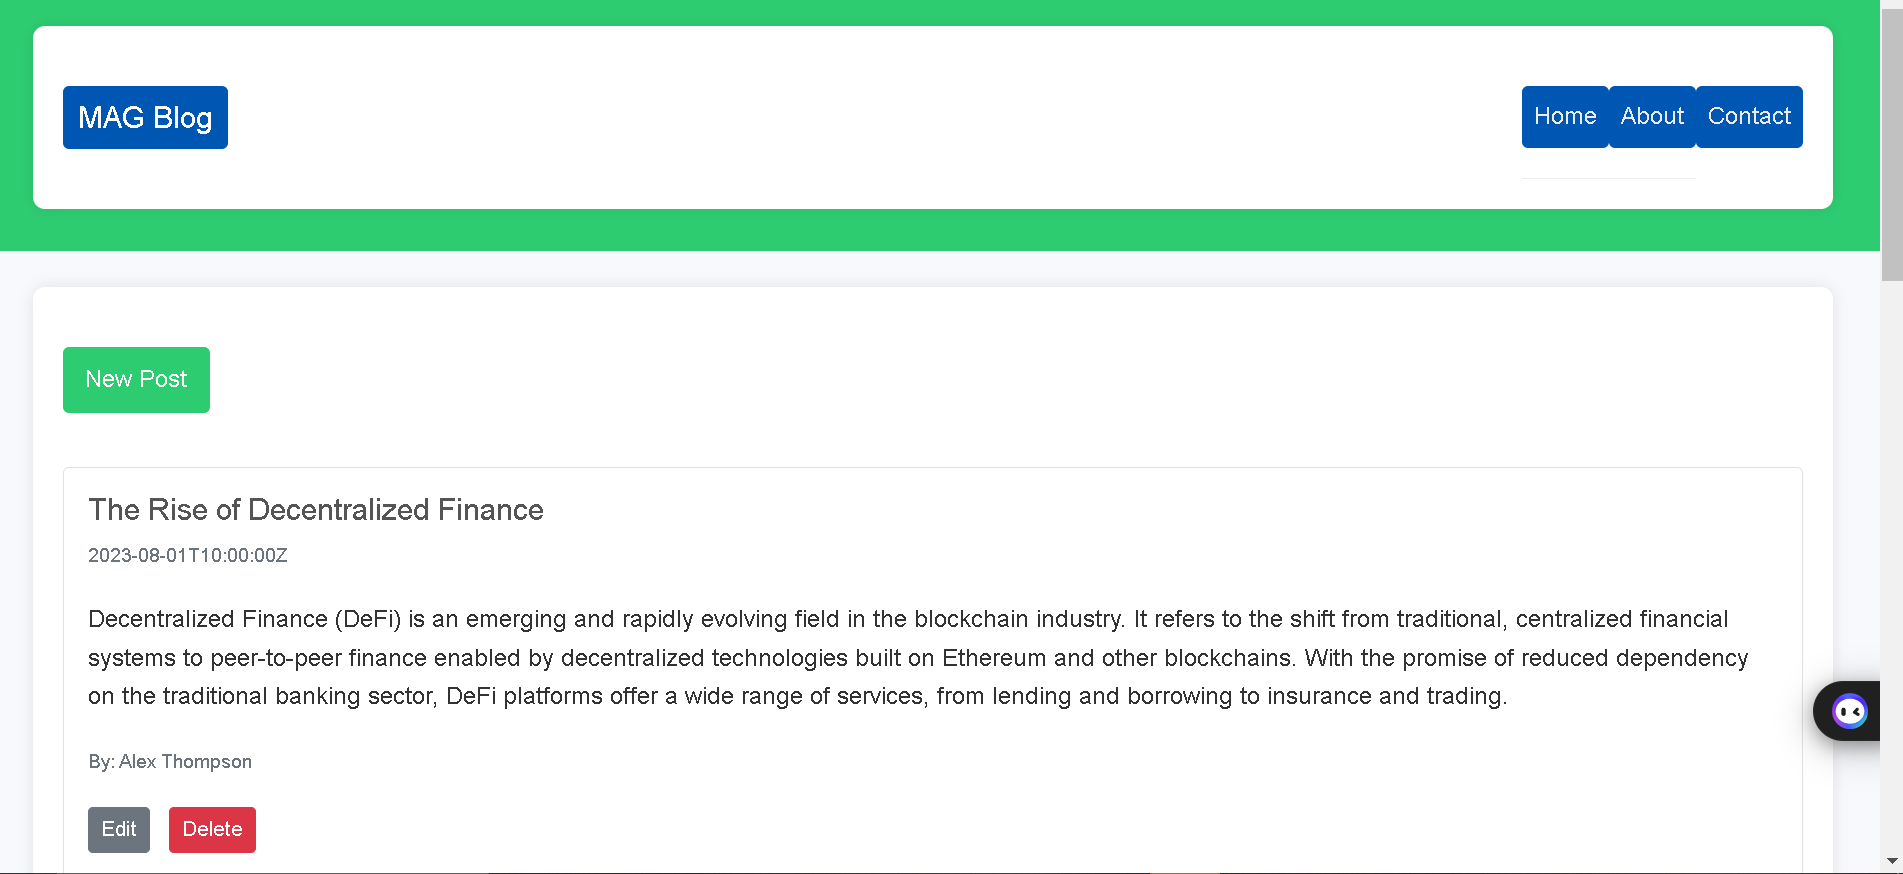 MAG Blog
Home About Contact
New Post
The Rise of Decentralized Finance
2023-08-01T10:00:00Z
Decentralized Finance (DeFi) is an emerging and rapidly evolving field in the blockchain industry. It refers to the shift from traditional, centralized financial
systems to peer-to-peer finance enabled by decentralized technologies built on Ethereum and other blockchains. With the promise of reduced dependency
on the traditional banking sector, DeFi platforms offer a wide range of services, from lending and borrowing to insurance and trading.
By: Alex Thompson
Edit Delete